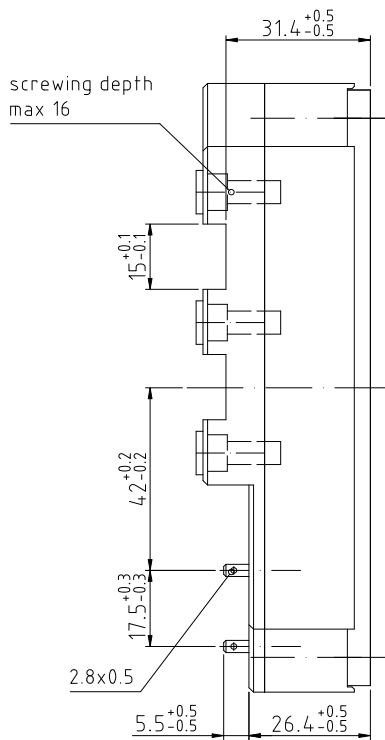 31.4 +0.5 -0.5
screwing depth
max 16
15 +0.1 -0.1
42 +0.2 -0.2
17.5 +0.3 -0.3
2.8x0.5
5.5 +0.5 -0.5
26.4 +0.5 -0.5